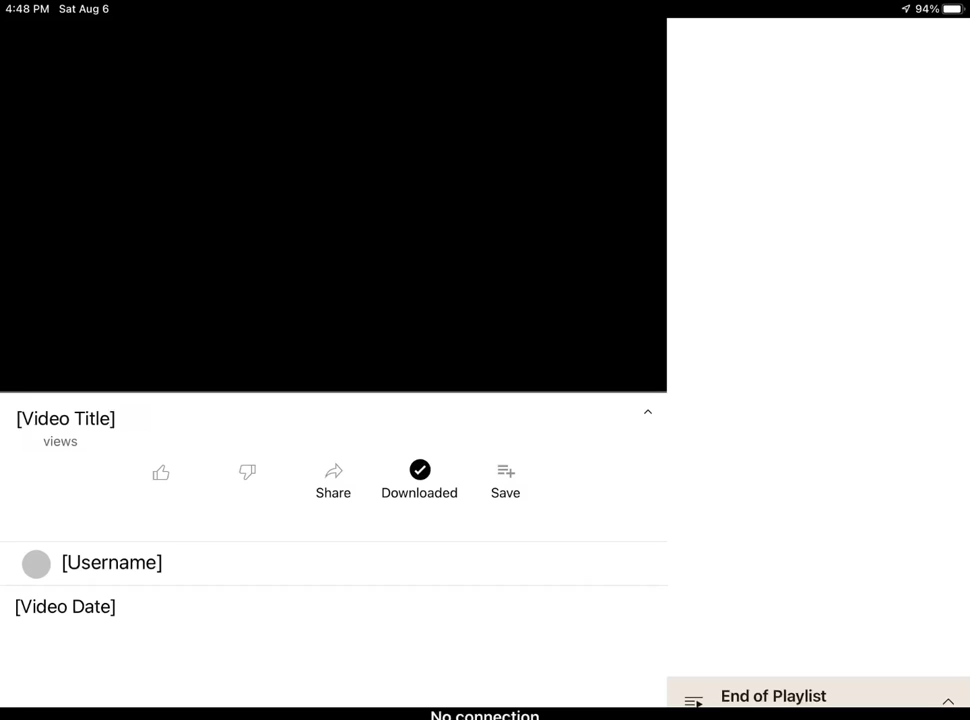 4:48 PM Sat Aug 6
94%
[Video Title]
views
Share
Downloaded
Save
[Username]
[Video Date]
End of Playlist
No connection